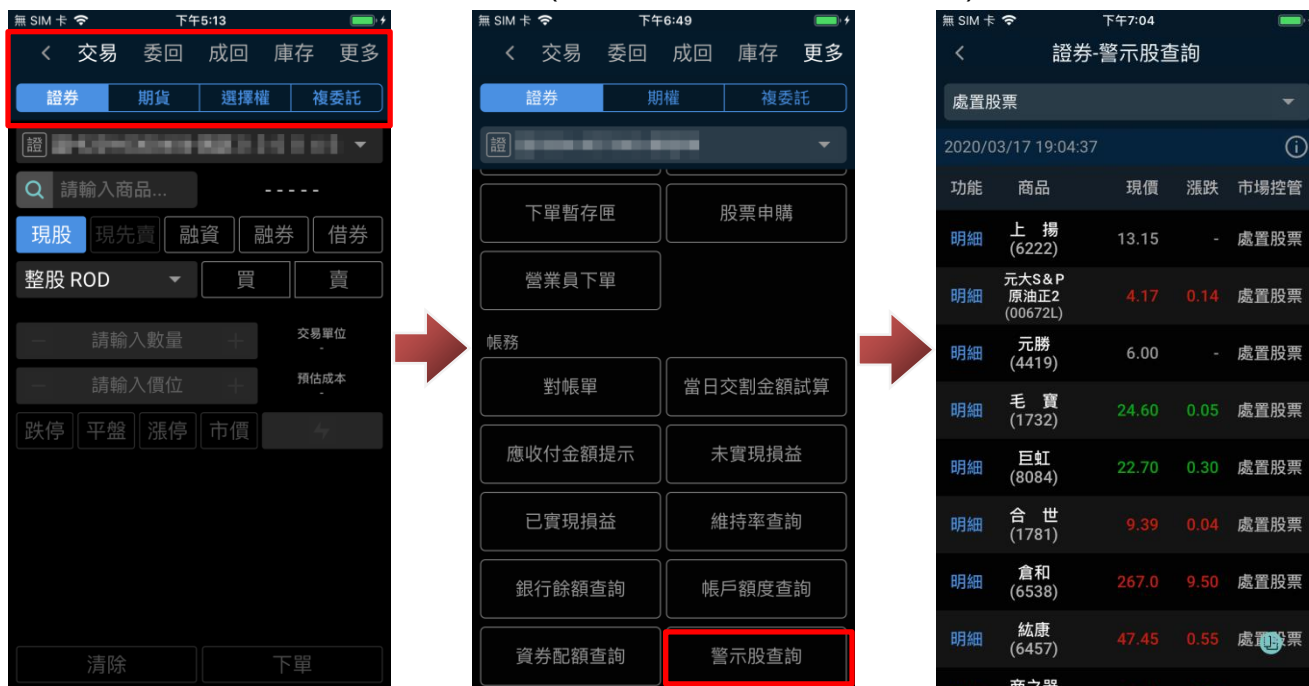 無 SIM 卡 下午5:13
交易 委回 成回 庫存 更多
證券 期貨 選擇權 複委託
證
請輸入商品... - - - - -
現股 現先賣 融資 融券 借券
整股 ROD 買 賣
請輸入數量 交易單位
-
請輸入價位 預估成本
-
跌停 平盤 漲停 市價
清除 下單
無 SIM 卡 下午6:49
交易 委回 成回 庫存 更多
證券 期權 複委託
證
下單暫存匣 股票申購
營業員下單
帳務
對帳單 當日交割金額試算
應收付金額提示 未實現損益
已實現損益 維持率查詢
銀行餘額查詢 帳戶額度查詢
資券配額查詢 警示股查詢
無 SIM 卡 下午7:04
證券-警示股查詢
處置股票
2020/03/17 19:04:37
功能 商品 現價 漲跌 市場控管
明細 上 揚 (6222) 13.15 - 處置股票
明細 元大S&P 原油正2 (00672L) 4.17 0.14 處置股票
明細 元勝 (4419) 6.00 - 處置股票
明細 毛 寶 (1732) 24.60 0.05 處置股票
明細 巨虹 (8084) 22.70 0.30 處置股票
明細 合 世 (1781) 9.39 0.04 處置股票
明細 倉和 (6538) 267.0 9.50 處置股票
明細 紘康 (6457) 47.45 0.55 處置股票